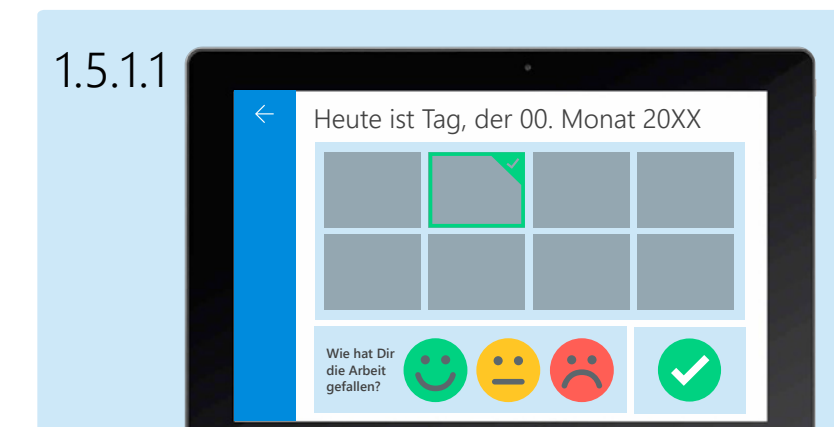 1.5.1.1
Heute ist Tag, der 00. Monat 20XX
Wie hat Dir
die Arbeit
gefallen?